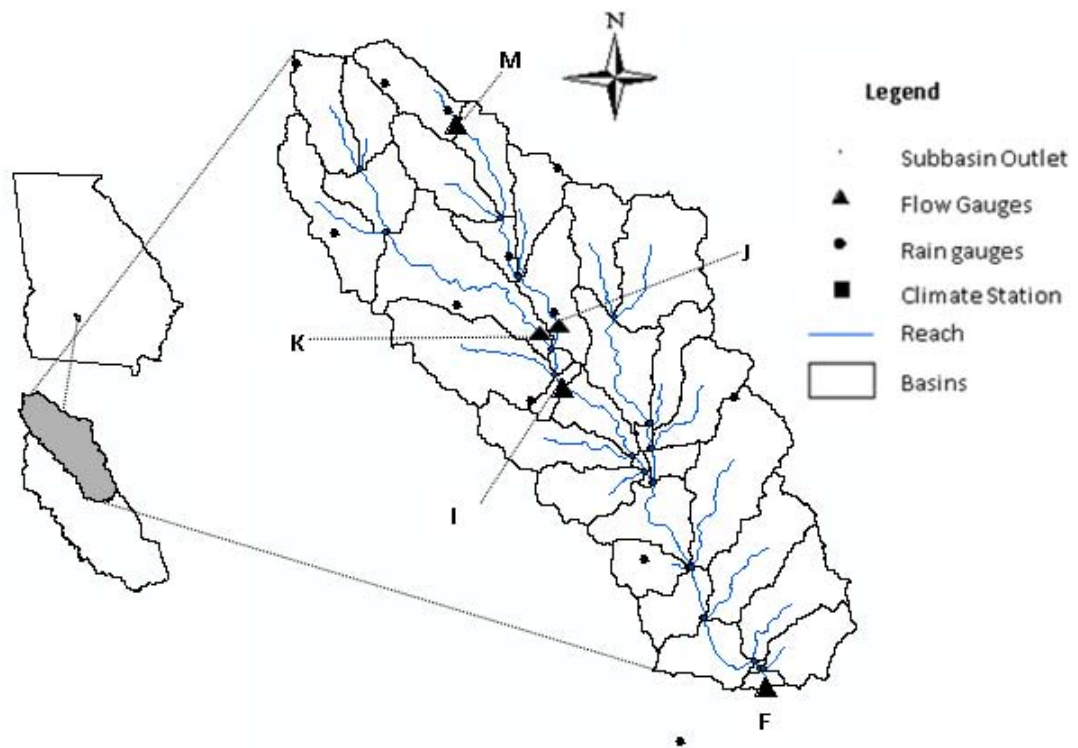 N
M
Legend
Subbasin Outlet
Flow Gauges
Rain gauges
Climate Station
Reach
Basins
J
K
I
F